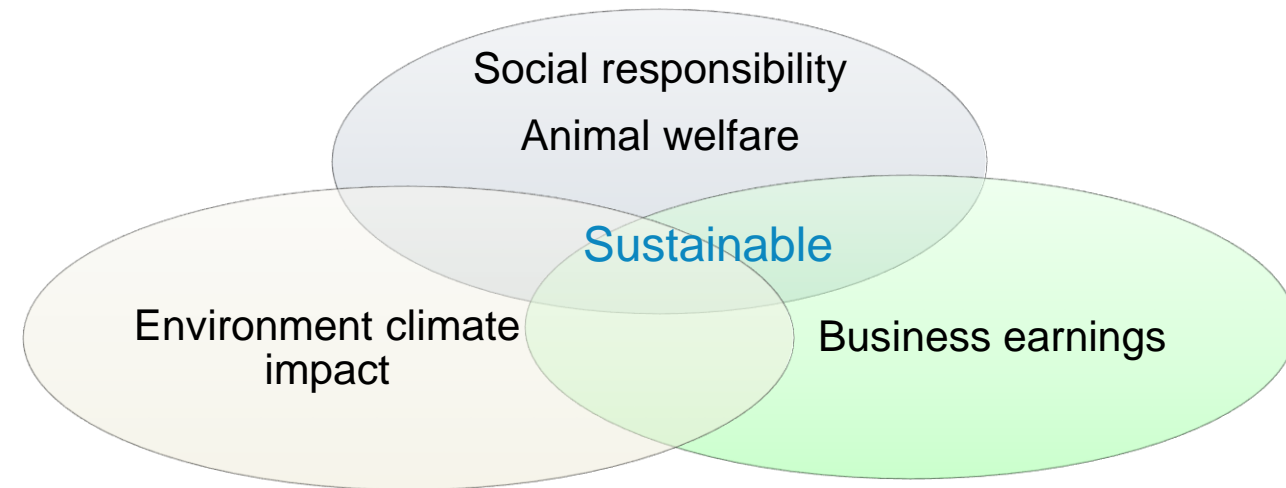 Social responsibility
Animal welfare
Sustainable
Environment climate
impact
Business earnings